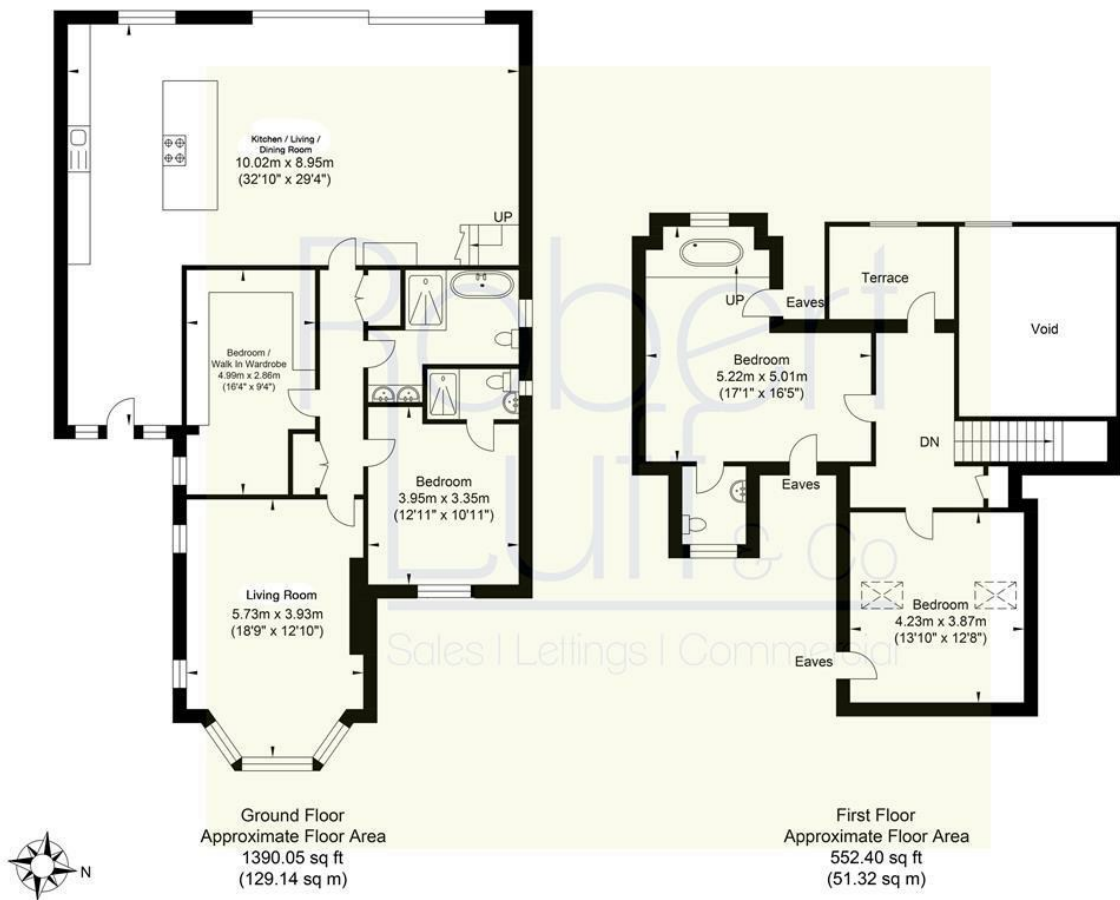 Kitchen / Living /
Dining Room
10.02m x 8.95m
(32'10" x 29'4")
UP
Bedroom /
Walk In Wardrobe
4.99m x 2.86m
(16'4" x 9'4")
Bedroom
3.95m x 3.35m
(12'11" x 10'11")
Living Room
5.73m x 3.93m
(18'9" x 12'10")
Terrace
Eaves
UP
Void
Bedroom
5.22m x 5.01m
(17'1" x 16'5")
DN
Eaves
Bedroom
4.23m x 3.87m
(13'10" x 12'8")
Eaves
Robert
Luff
& Co
Sales | Lettings | Commercial
Ground Floor
Approximate Floor Area
1390.05 sq ft
(129.14 sq m)
First Floor
Approximate Floor Area
552.40 sq ft
(51.32 sq m)
N